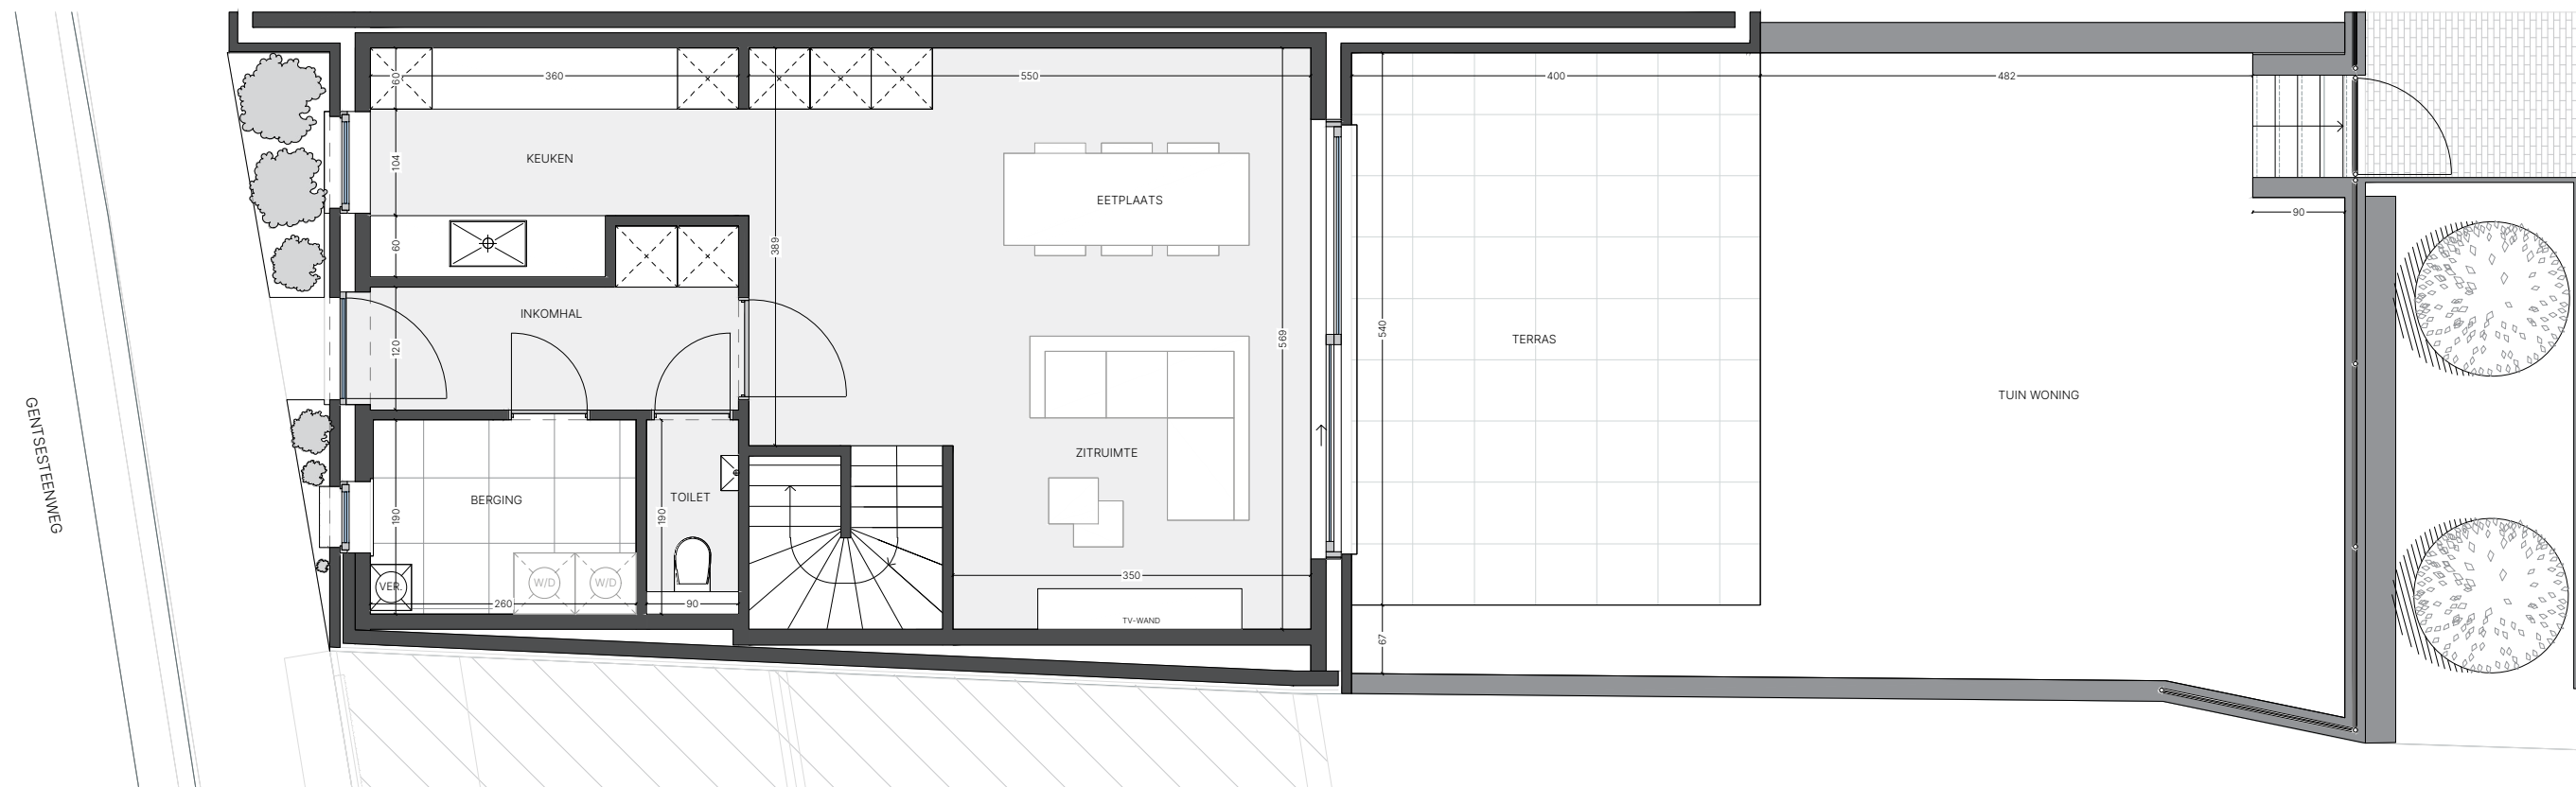 360
550
400
482
60
104
60
389
120
190
190
569
540
67
90
KEUKEN
EETPLAATS
INKOMHAL
TERRAS
TUIN WONING
ZITRUIMTE
BERGING
TOILET
GENTSESTEENWEG
VER.
W/D
W/D
260
90
350
TV-WAND